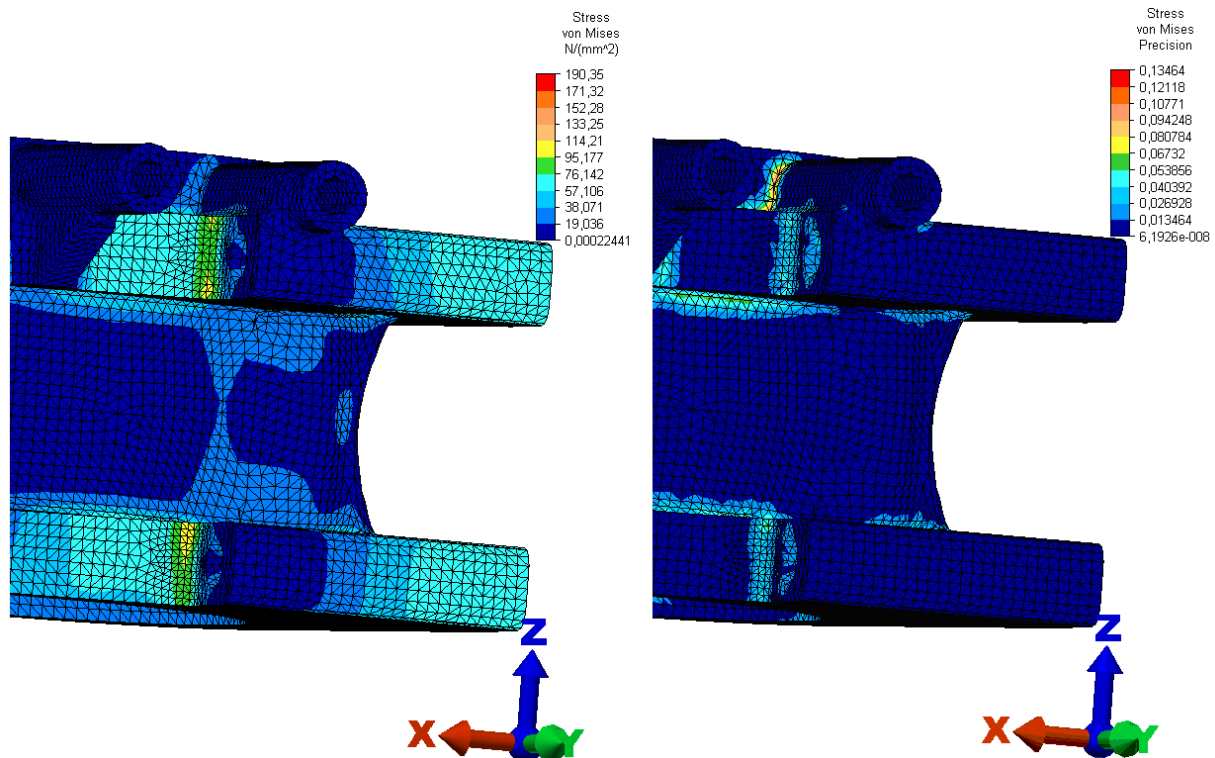 Stress
von Mises
N/(mm^2)
190,35
171,32
152,28
133,25
114,21
95,177
76,142
57,106
38,071
19,036
0,00022441
Z
X
Y
Stress
von Mises
Precision
0,13464
0,12118
0,10771
0,094248
0,080784
0,06732
0,053856
0,040392
0,026928
0,013464
6,1926e-008
Z
X
Y